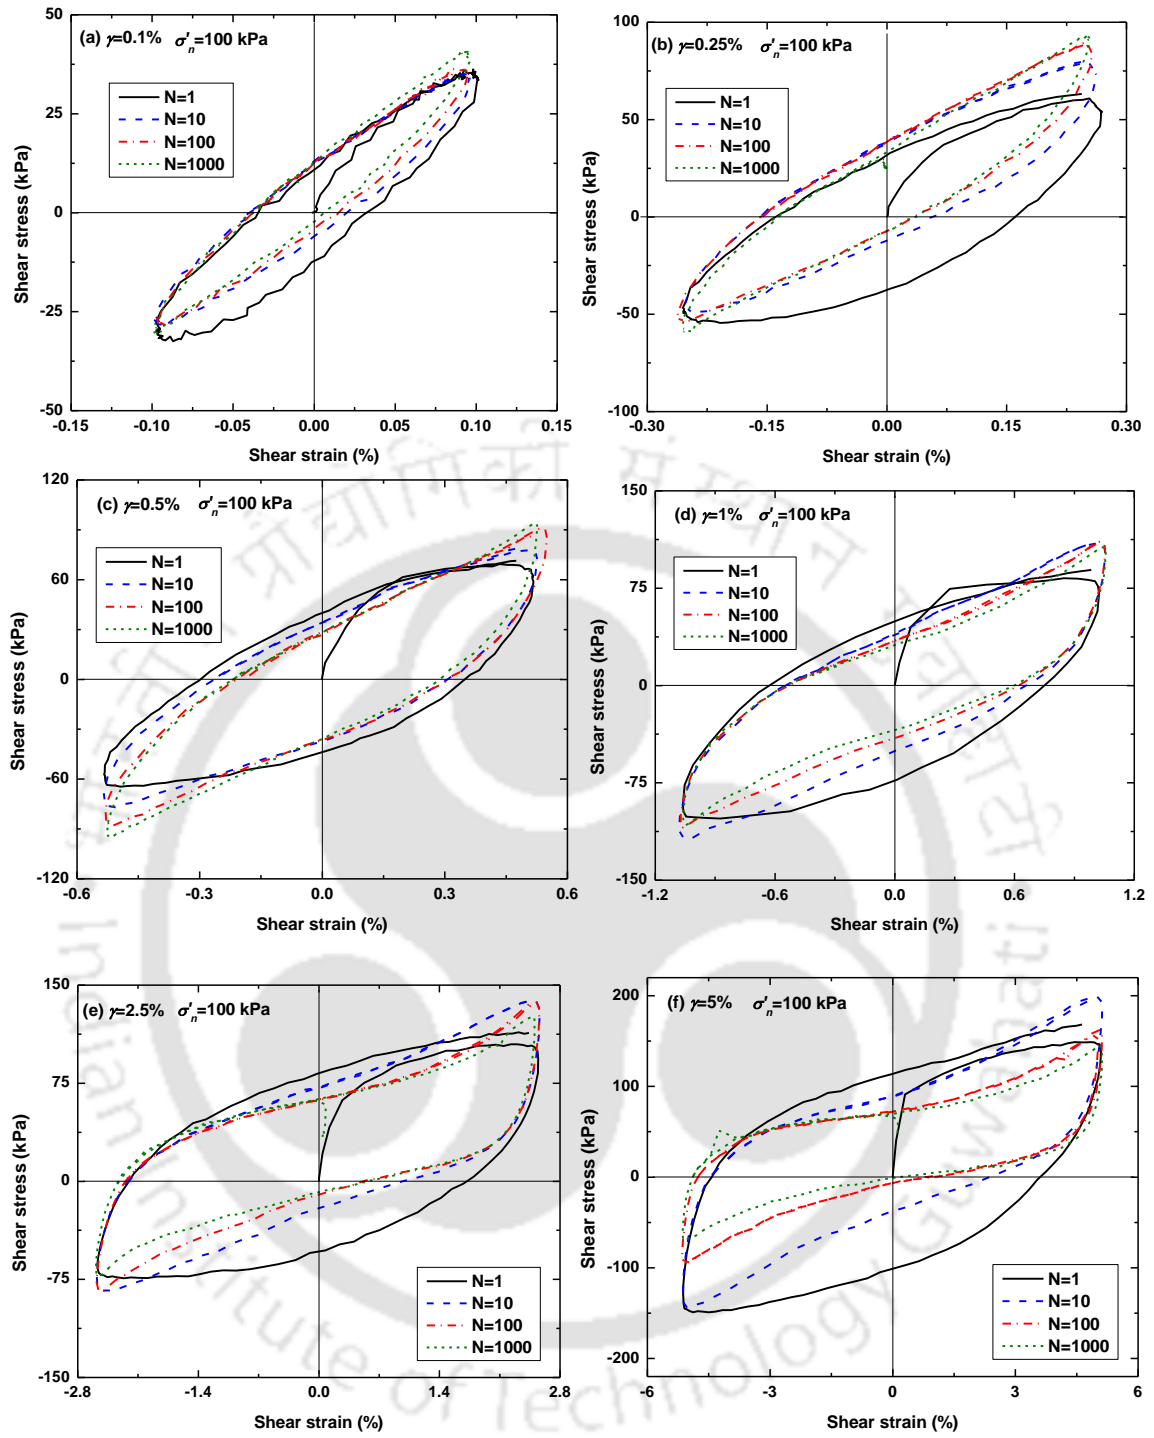 (a) γ=0.1% σ'n=100 kPa
N=1
N=10
N=100
N=1000
50
25
0
-25
-50
-0.15 -0.10 -0.05 0.00 0.05 0.10 0.15
Shear stress (kPa)
Shear strain (%)
(b) γ=0.25% σ'n=100 kPa
N=1
N=10
N=100
N=1000
100
50
0
-50
-100
-0.30 -0.15 0.00 0.15 0.30
Shear stress (kPa)
Shear strain (%)
(c) γ=0.5% σ'n=100 kPa
N=1
N=10
N=100
N=1000
120
60
0
-60
-120
-0.6 -0.3 0.0 0.3 0.6
Shear stress (kPa)
Shear strain (%)
(d) γ=1% σ'n=100 kPa
N=1
N=10
N=100
N=1000
150
75
0
-75
-150
-1.2 -0.6 0.0 0.6 1.2
Shear stress (kPa)
Shear strain (%)
(e) γ=2.5% σ'n=100 kPa
N=1
N=10
N=100
N=1000
150
75
0
-75
-150
-2.8 -1.4 0.0 1.4 2.8
Shear stress (kPa)
Shear strain (%)
(f) γ=5% σ'n=100 kPa
N=1
N=10
N=100
N=1000
200
100
0
-100
-200
-6 -3 0 3 6
Shear stress (kPa)
Shear strain (%)
Indian Institute of Technology Guwahati